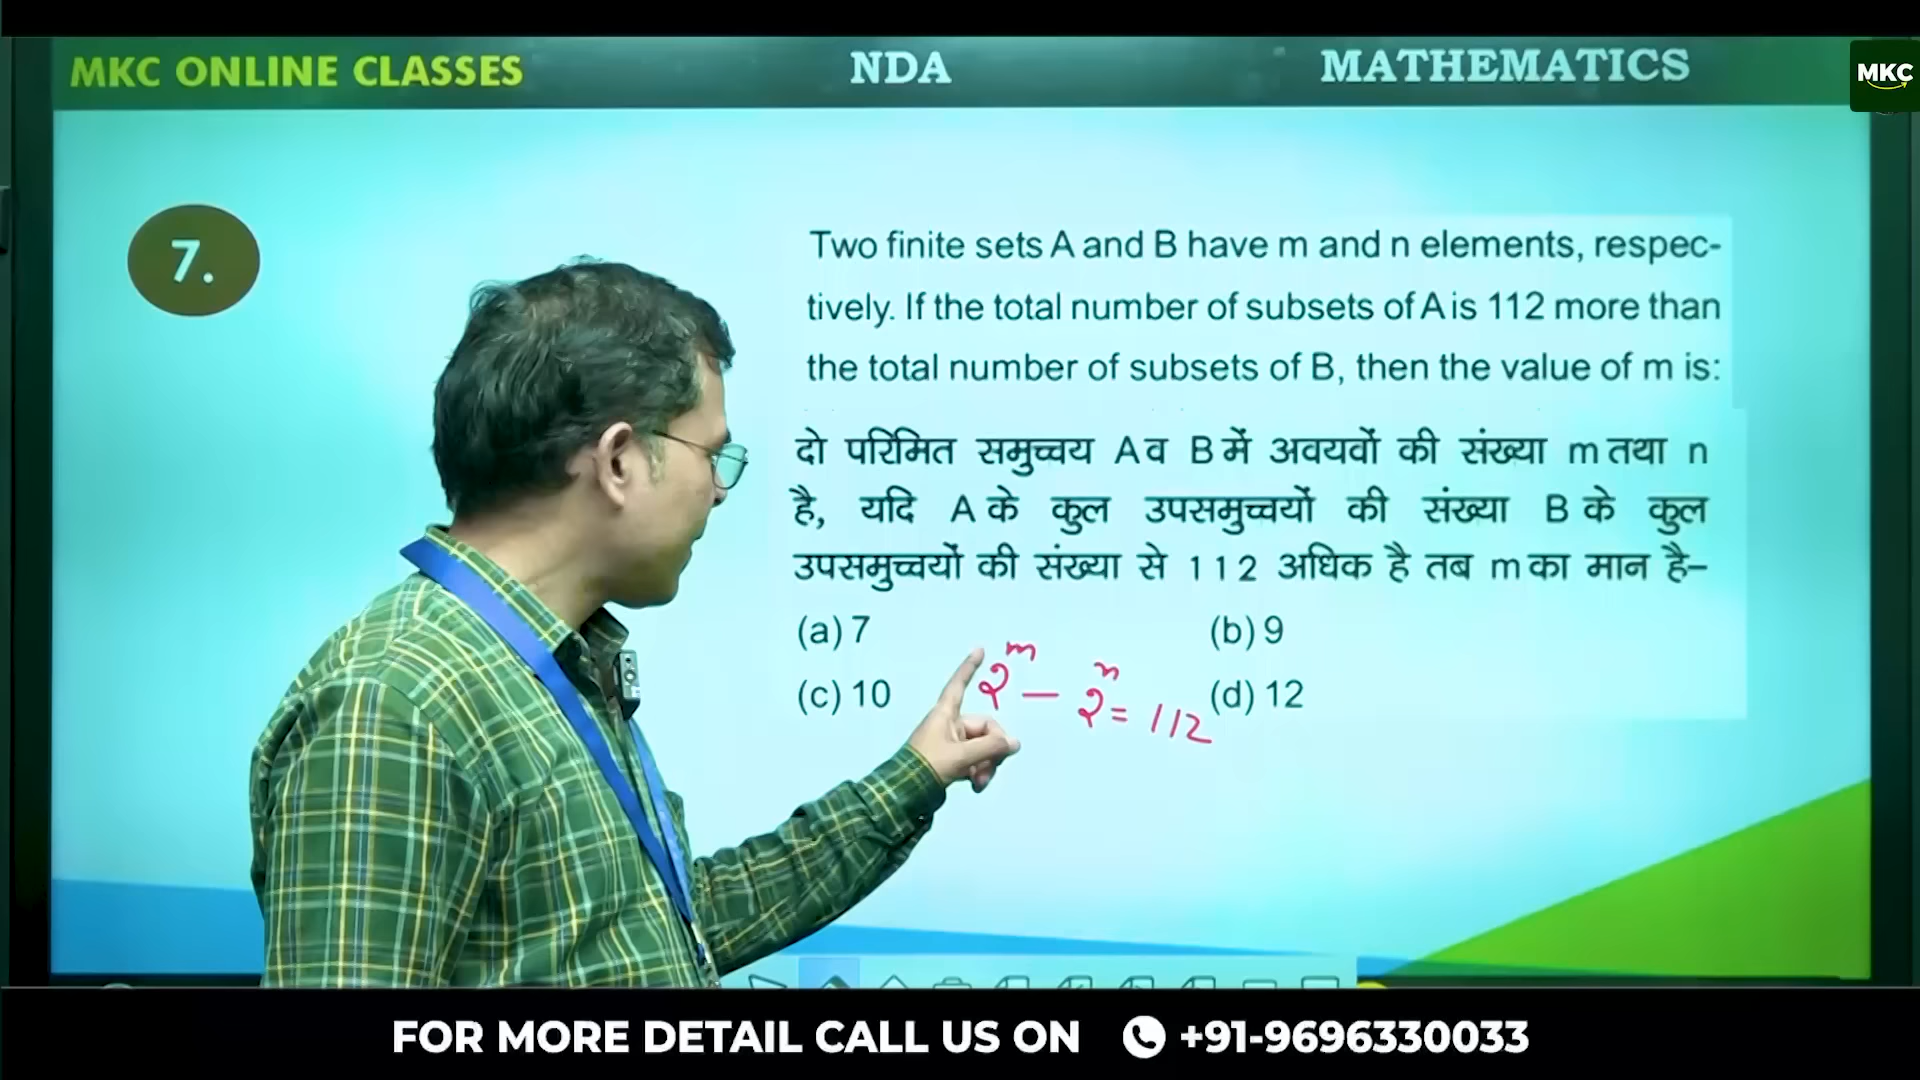 MKC ONLINE CLASSES NDA MATHEMATICS
MKC
7.
Two finite sets A and B have m and n elements, respec-
tively. If the total number of subsets of A is 112 more than
the total number of subsets of B, then the value of m is:
दो परिमित समुच्चय A व B में अवयवों की संख्या m तथा n
है, यदि A के कुल उपसमुच्चयों की संख्या B के कुल
उपसमुच्चयों की संख्या से 112 अधिक है तब m का मान है–
(a) 7 (b) 9
(c) 10 (d) 12
2^m – 2^n = 112
FOR MORE DETAIL CALL US ON +91-9696330033